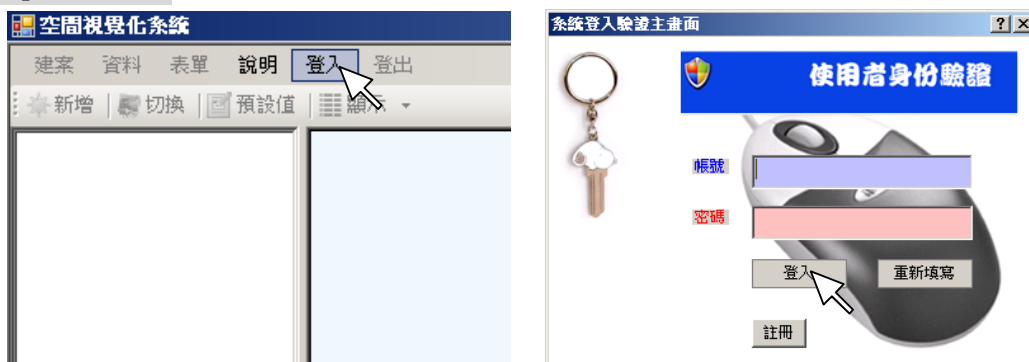 空間視覺化系統
建案 資料 表單 說明 登入 登出
新增 切換 預設值 顯示
系統登入驗證主畫面
使用者身份驗證
帳號
密碼
登入 重新填寫
註冊